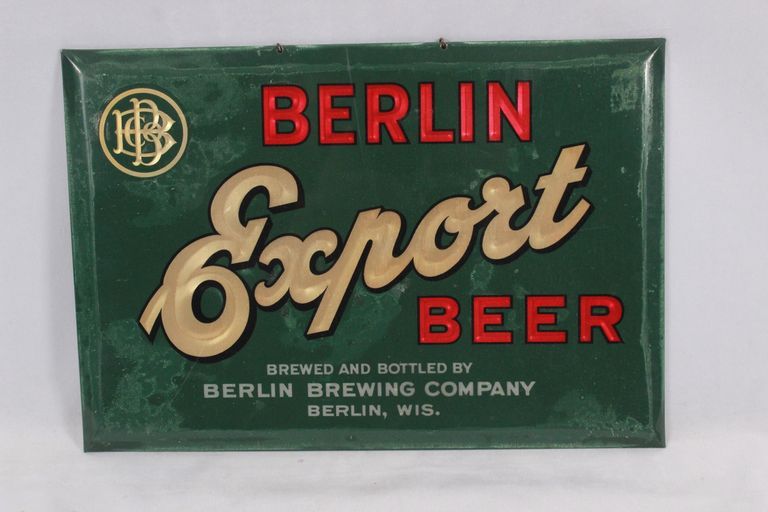 BERLIN
Export
BEER
BREWED AND BOTTLED BY
BERLIN BREWING COMPANY
BERLIN, WIS.